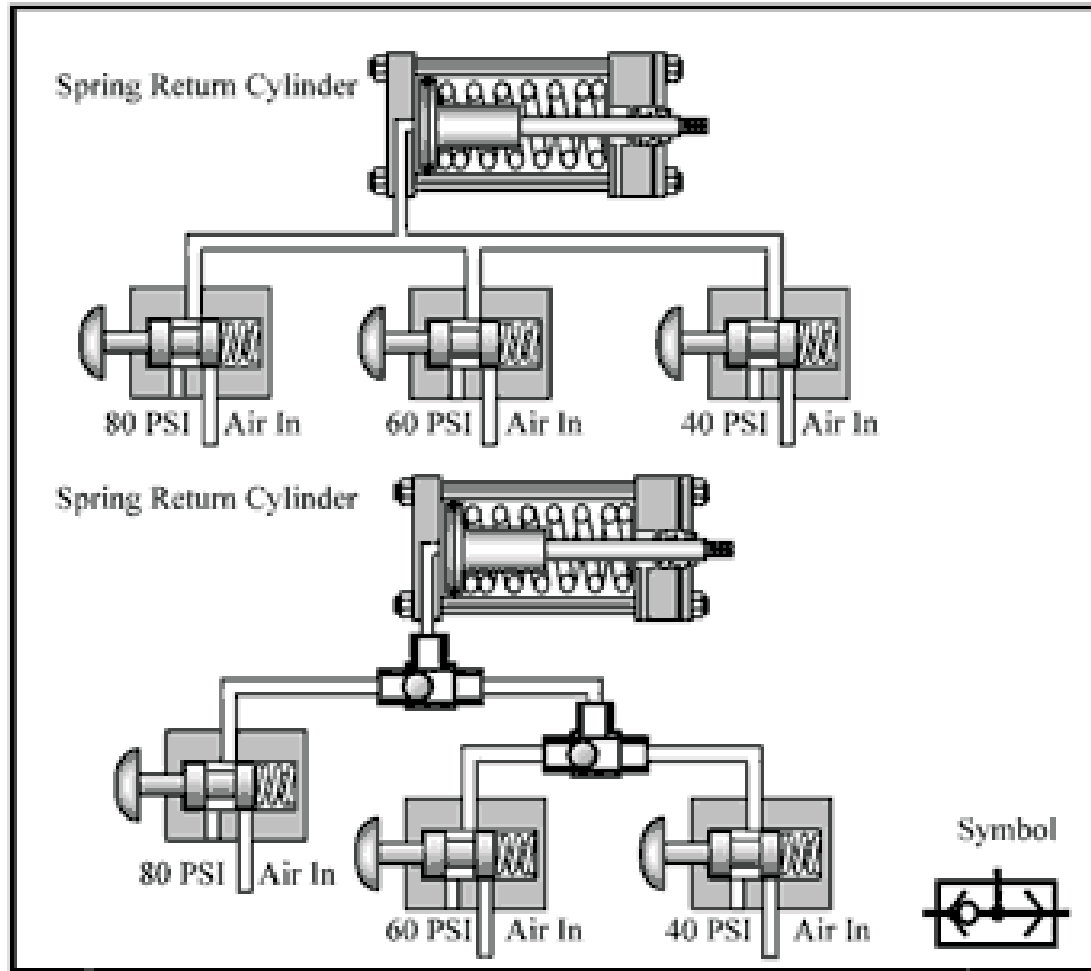 Spring Return Cylinder
80 PSI Air In
60 PSI Air In
40 PSI Air In
Spring Return Cylinder
80 PSI Air In
60 PSI Air In
40 PSI Air In
Symbol